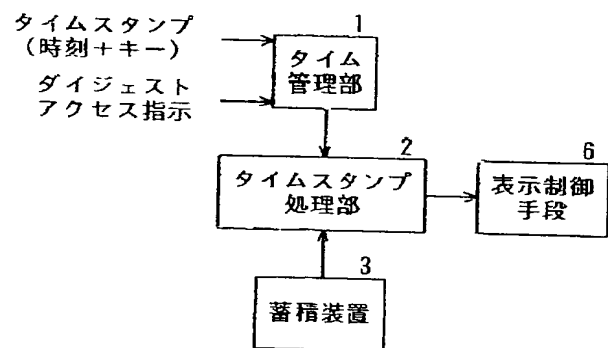 タイムスタンプ
(時刻+キー)
ダイジェスト
アクセス指示
1
タイム
管理部
2
タイムスタンプ
処理部
6
表示制御
手段
3
蓄積装置